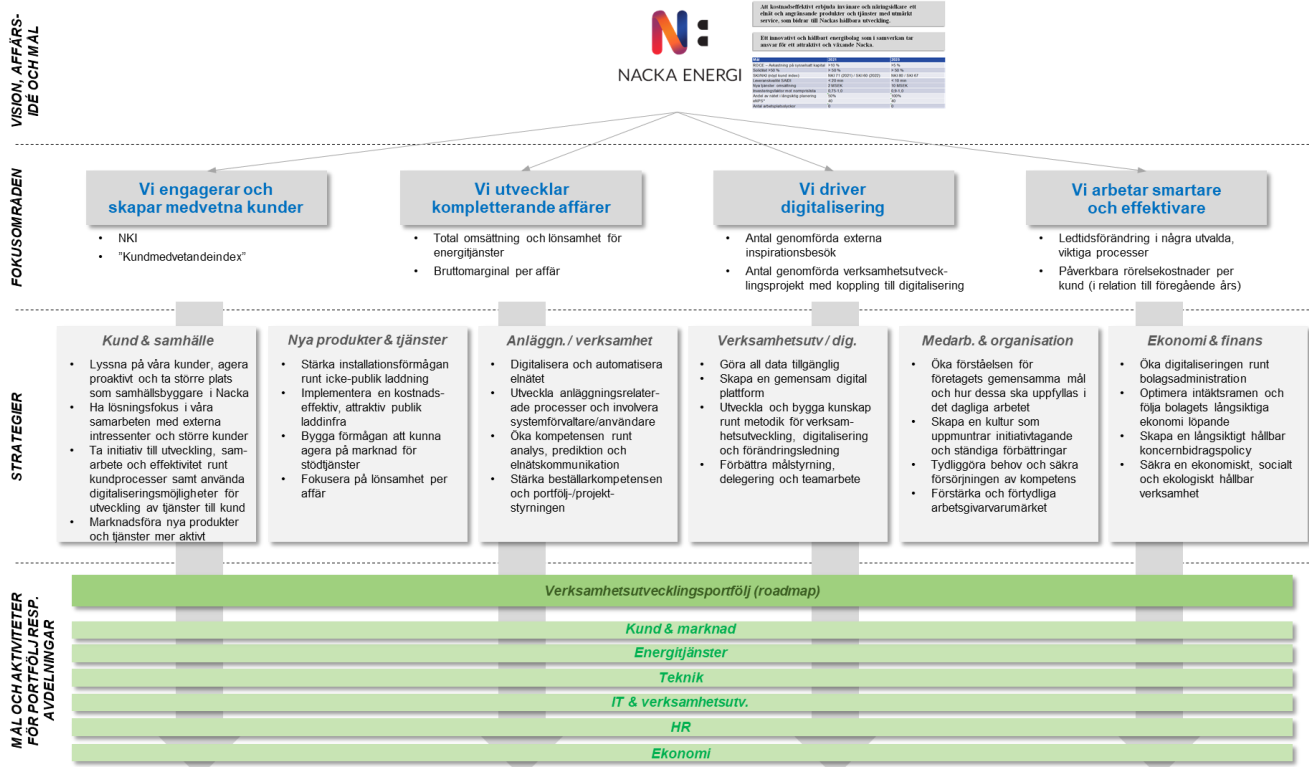 VISION, AFFÄRS-
IDE OCH MÅL
NACKA ENERGI
Att kostnadseffektivt erbjuda invånare och näringsidkare ett
elnät och angränsande produkter och tjänster med utmärkt
service, som bidrar till Nackas hållbara utveckling.
Ett innovativt och hållbart energibolag som i samverkan tar
ansvar för ett attraktivt och växande Nacka.
FOKUSOMRÅDEN
Vi engagerar och
skapar medvetna kunder
• NKI
• "Kundmedvetandeindex"
Vi utvecklar
kompletterande affärer
• Total omsättning och lönsamhet för
energitjänster
• Bruttomarginal per affär
Vi driver
digitalisering
• Antal genomförda externa
inspirationsbesök
• Antal genomförda verksamhetsutveck-
lingsprojekt med koppling till digitalisering
Vi arbetar smartare
och effektivare
• Ledtidsförändring i några utvalda,
viktiga processer
• Påverkbara rörelsekostnader per
kund (i relation till föregående års)
STRATEGIER
Kund & samhälle
• Lyssna på våra kunder, agera
proaktivt och ta större plats
som samhällsbyggare i Nacka
• Ha lösningsfokus i våra
samarbeten med externa
intressenter och större kunder
• Ta initiativ till utveckling, sam-
arbete och effektivitet runt
kundprocesser samt använda
digitaliseringsmöjligheter för
utveckling av tjänster till kund
• Marknadsföra nya produkter
och tjänster mer aktivt
Nya produkter & tjänster
• Stärka installationsförmågan
runt icke-publik laddning
• Implementera en kostnads-
effektiv, attraktiv publik
laddinfra
• Bygga förmågan att kunna
agera på marknad för
stödtjänster
• Fokusera på lönsamhet per
affär
Anläggn. / verksamhet
• Digitalisera och automatisera
elnätet
• Utveckla anläggningsrelater-
ade processer och involvera
systemförvaltare/användare
• Öka kompetensen runt
analys, prediktion och
elnätskommunikation
• Stärka beställarkompetensen
och portfölj-/projekt-
styrningen
Verksamhetsutv / dig.
• Göra all data tillgänglig
• Skapa en gemensam digital
plattform
• Utveckla och bygga kunskap
runt metodik för verksam-
hetsutveckling, digitalisering
och förändringsledning
• Förbättra målstyrning,
delegering och teamarbete
Medarb. & organisation
• Öka förståelsen för
företagets gemensamma mål
och hur dessa ska uppfyllas i
det dagliga arbetet
• Skapa en kultur som
uppmuntrar initiativtagande
och ständiga förbättringar
• Tydliggöra behov och säkra
försörjningen av kompetens
• Förstärka och förtydliga
arbetsgivarvarumärket
Ekonomi & finans
• Öka digitaliseringen runt
bolagsadministration
• Optimera intäktsramen och
följa bolagets långsiktiga
ekonomi löpande
• Skapa en långsiktigt hållbar
koncernbidragspolicy
• Säkra en ekonomiskt, socialt
och ekologiskt hållbar
verksamhet
MÅL OCH AKTIVITETER
FÖR PORTFÖLJ RESP.
AVDELNINGAR
Verksamhetsutvecklingsportfölj (roadmap)
Kund & marknad
Energitjänster
Teknik
IT & verksamhetsutv.
HR
Ekonomi